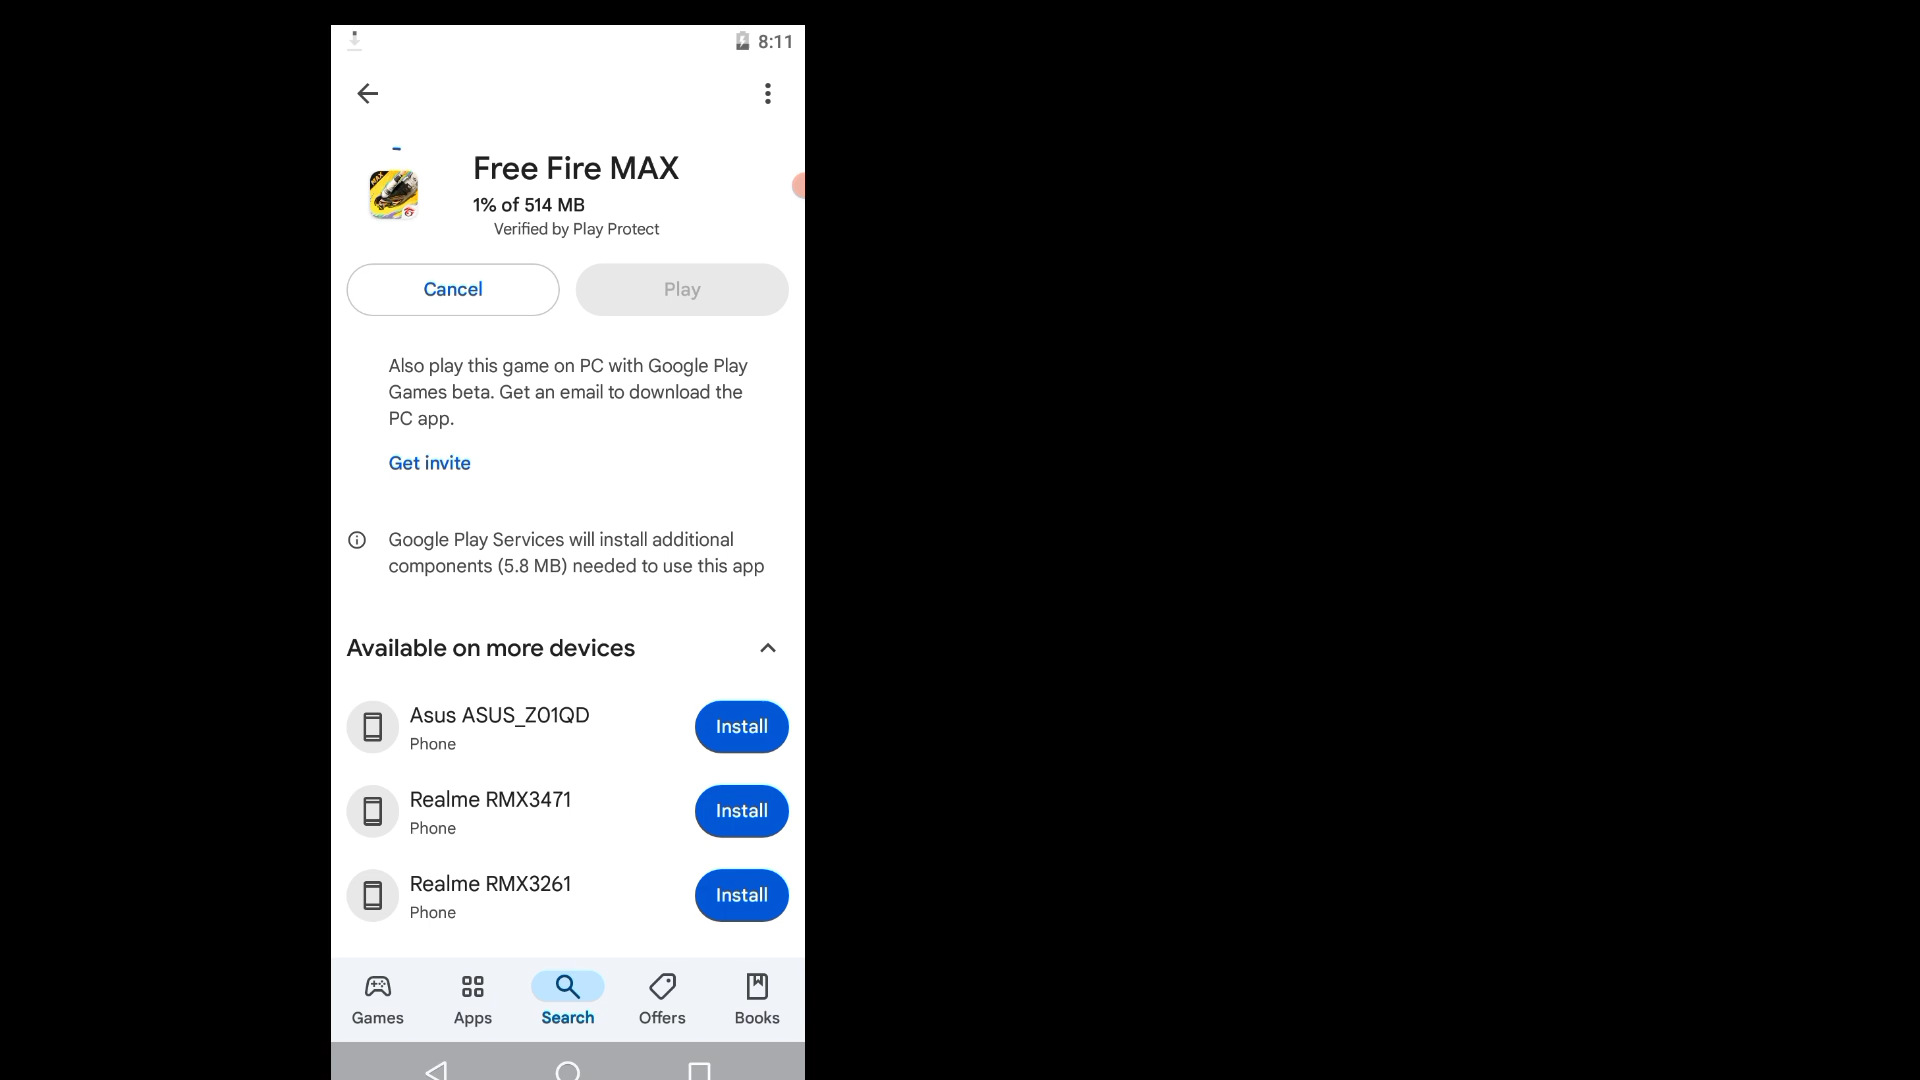 8:11
Free Fire MAX
1% of 514 MB
Verified by Play Protect
Cancel
Play
Also play this game on PC with Google Play
Games beta. Get an email to download the
PC app.
Get invite
Google Play Services will install additional
components (5.8 MB) needed to use this app
Available on more devices
Asus ASUS_Z01QD
Phone
Install
Realme RMX3471
Phone
Install
Realme RMX3261
Phone
Install
Games
Apps
Search
Offers
Books